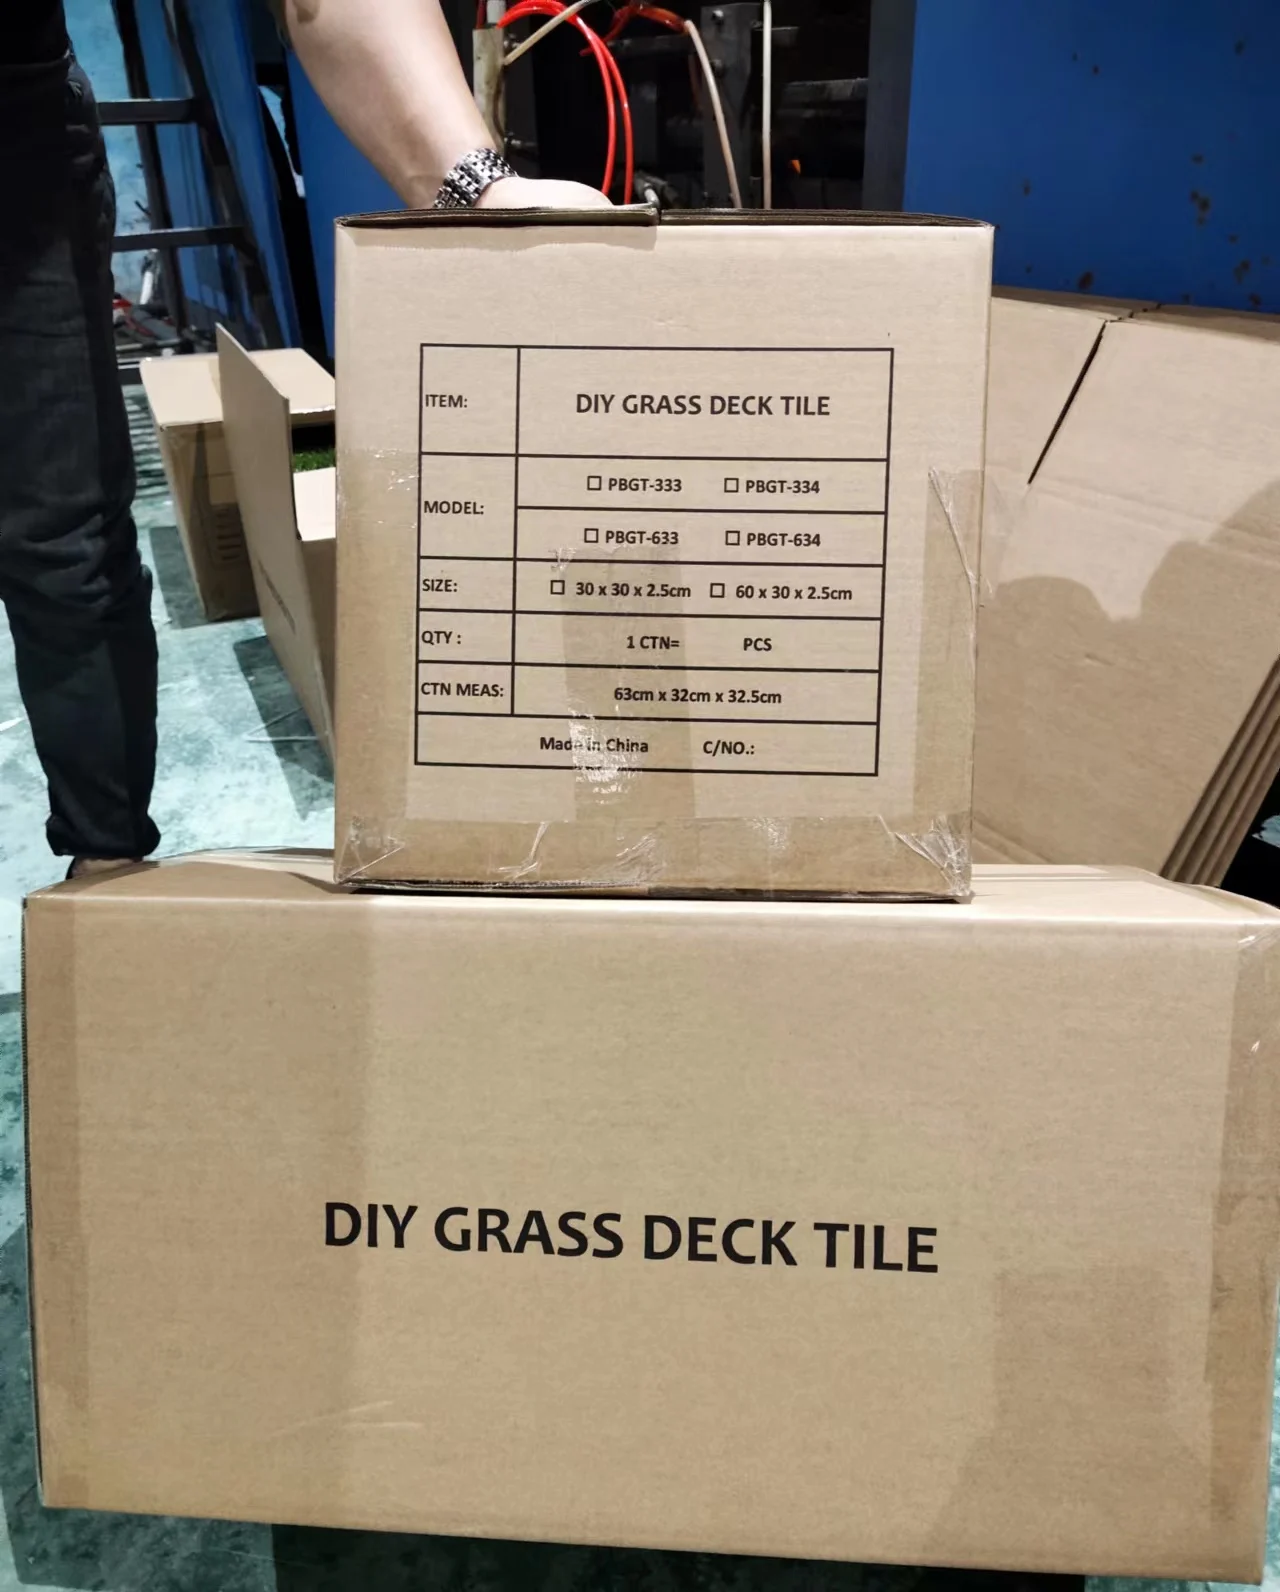 ITEM: DIY GRASS DECK TILE
MODEL: ☐ PBGT-333 ☐ PBGT-334
☐ PBGT-633 ☐ PBGT-634
SIZE: ☐ 30 x 30 x 2.5cm ☐ 60 x 30 x 2.5cm
QTY : 1 CTN= PCS
CTN MEAS: 63cm x 32cm x 32.5cm
Made in China C/NO.:
DIY GRASS DECK TILE